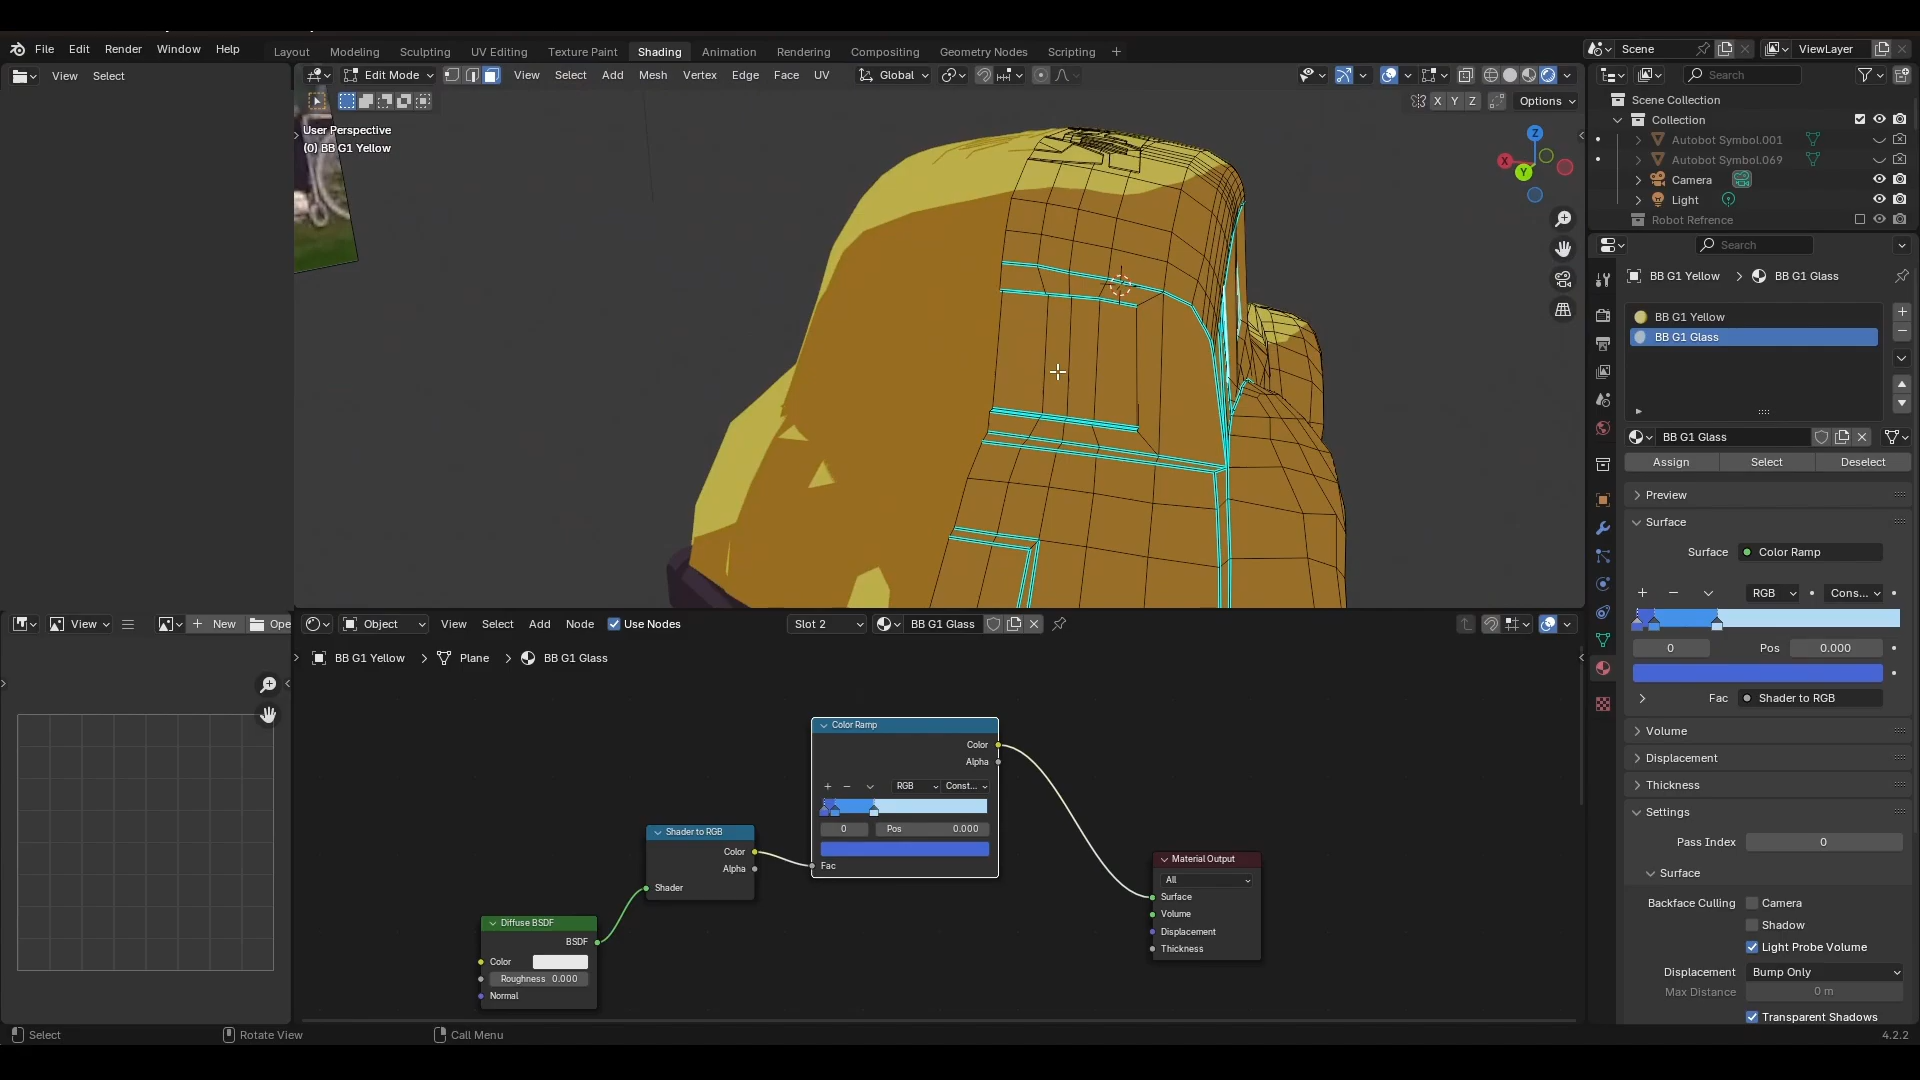 File Edit Render Window Help Layout Modeling Sculpting UV Editing Texture Paint Shading Animation Rendering Compositing Geometry Nodes Scripting Scene ViewLayer
View Select Edit Mode View Select Add Mesh Vertex Edge Face UV Global Search
X Y Z Options
User Perspective
(0) BB G1 Yellow
Z
X
Y
Scene Collection
Collection
Autobot Symbol.001
Autobot Symbol.069
Camera
Light
Robot Refrence
Search
BB G1 Yellow BB G1 Glass
BB G1 Yellow
BB G1 Glass
BB G1 Glass
Assign Select Deselect
Preview
Surface
Surface Color Ramp
RGB Cons...
0 Pos 0.000
Fac Shader to RGB
Volume
Displacement
Thickness
Settings
Pass Index 0
Surface
Backface Culling Camera
Shadow
Light Probe Volume
Displacement Bump Only
Max Distance 0 m
Transparent Shadows
View New Ope Object View Select Add Node Use Nodes Slot 2 BB G1 Glass
BB G1 Yellow Plane BB G1 Glass
Color Ramp
Color
Alpha
RGB Const...
0 Pos 0.000
Fac
Shader to RGB
Color
Alpha
Shader
Diffuse BSDF
BSDF
Color
Roughness 0.000
Normal
Material Output
All
Surface
Volume
Displacement
Thickness
Select Rotate View Call Menu 4.2.2